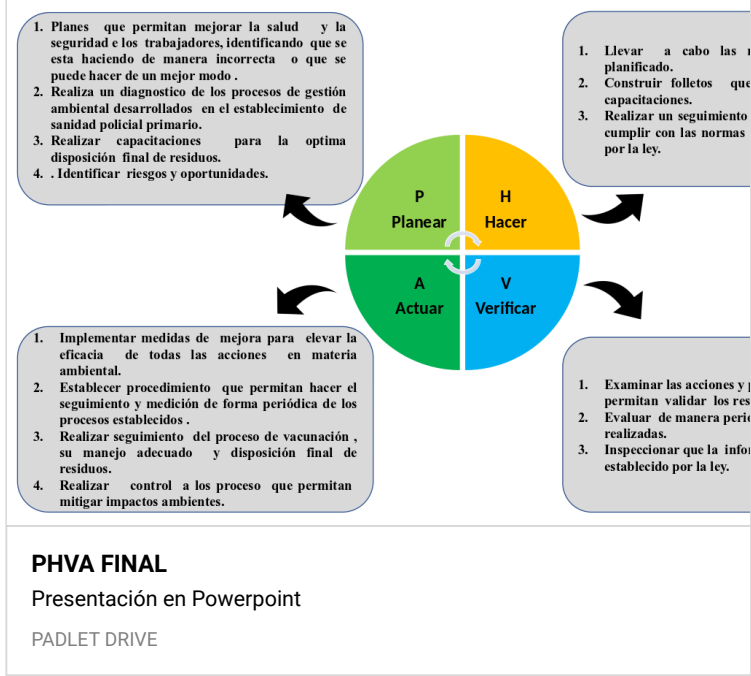 1. Planes que permitan mejorar la salud y la
seguridad e los trabajadores, identificando que se
esta haciendo de manera incorrecta o que se
puede hacer de un mejor modo .
2. Realiza un diagnostico de los procesos de gestión
ambiental desarrollados en el establecimiento de
sanidad policial primario.
3. Realizar capacitaciones para la optima
disposición final de residuos.
4. . Identificar riesgos y oportunidades.
1. Llevar a cabo las
planificado.
2. Construir folletos que
capacitaciones.
3. Realizar un seguimiento
cumplir con las normas
por la ley.
P
Planear
H
Hacer
A
Actuar
V
Verificar
1. Implementar medidas de mejora para elevar la
eficacia de todas las acciones en materia
ambiental.
2. Establecer procedimiento que permitan hacer el
seguimiento y medición de forma periódica de los
procesos establecidos .
3. Realizar seguimiento del proceso de vacunación ,
su manejo adecuado y disposición final de
residuos.
4. Realizar control a los proceso que permitan
mitigar impactos ambientes.
1. Examinar las acciones y
permitan validar los
2. Evaluar de manera
realizadas.
3. Inspeccionar que la
establecido por la ley.
PHVA FINAL
Presentación en Powerpoint
PADLET DRIVE